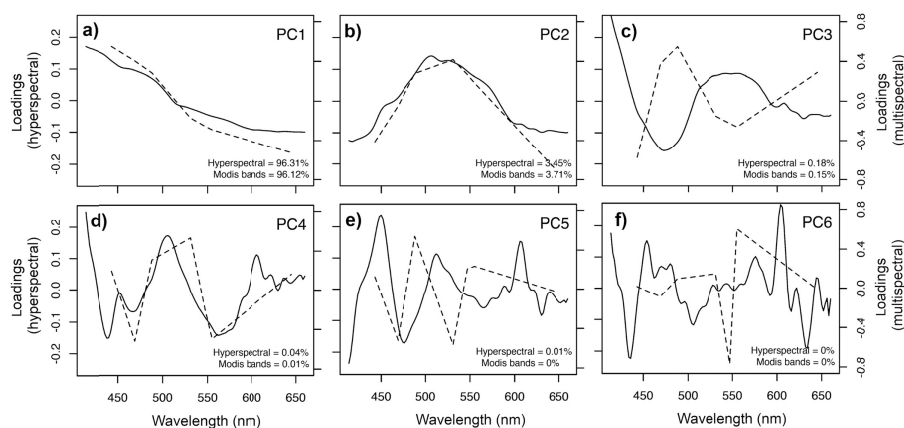 a) PC1
b) PC2
c) PC3
Loadings
(hyperspectral)
0.2
0.1
0.0
-0.1
-0.2
Hyperspectral = 96.31%
Modis bands = 96.12%
Hyperspectral = 3.45%
Modis bands = 3.71%
Hyperspectral = 0.18%
Modis bands = 0.15%
0.8
0.4
0.0
-0.4
-0.8
Loadings
(multispectral)
d) PC4
e) PC5
f) PC6
Loadings
(hyperspectral)
0.2
0.1
0.0
-0.1
-0.2
Hyperspectral = 0.04%
Modis bands = 0.01%
Hyperspectral = 0.01%
Modis bands = 0%
Hyperspectral = 0%
Modis bands = 0%
0.8
0.4
0.0
-0.4
-0.8
Loadings
(multispectral)
450 500 550 600 650
450 500 550 600 650
450 500 550 600 650
Wavelength (nm)
Wavelength (nm)
Wavelength (nm)